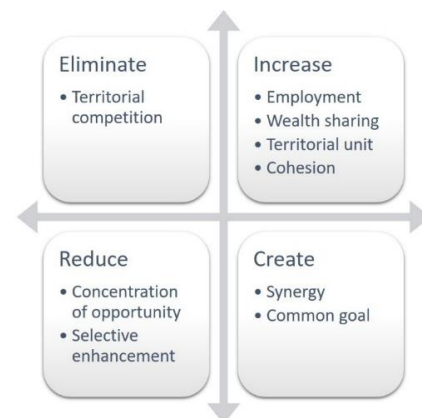 Eliminate
• Territorial
competition
Increase
• Employment
• Wealth sharing
• Territorial unit
• Cohesion
Reduce
• Concentration
of opportunity
• Selective
enhancement
Create
• Synergy
• Common goal